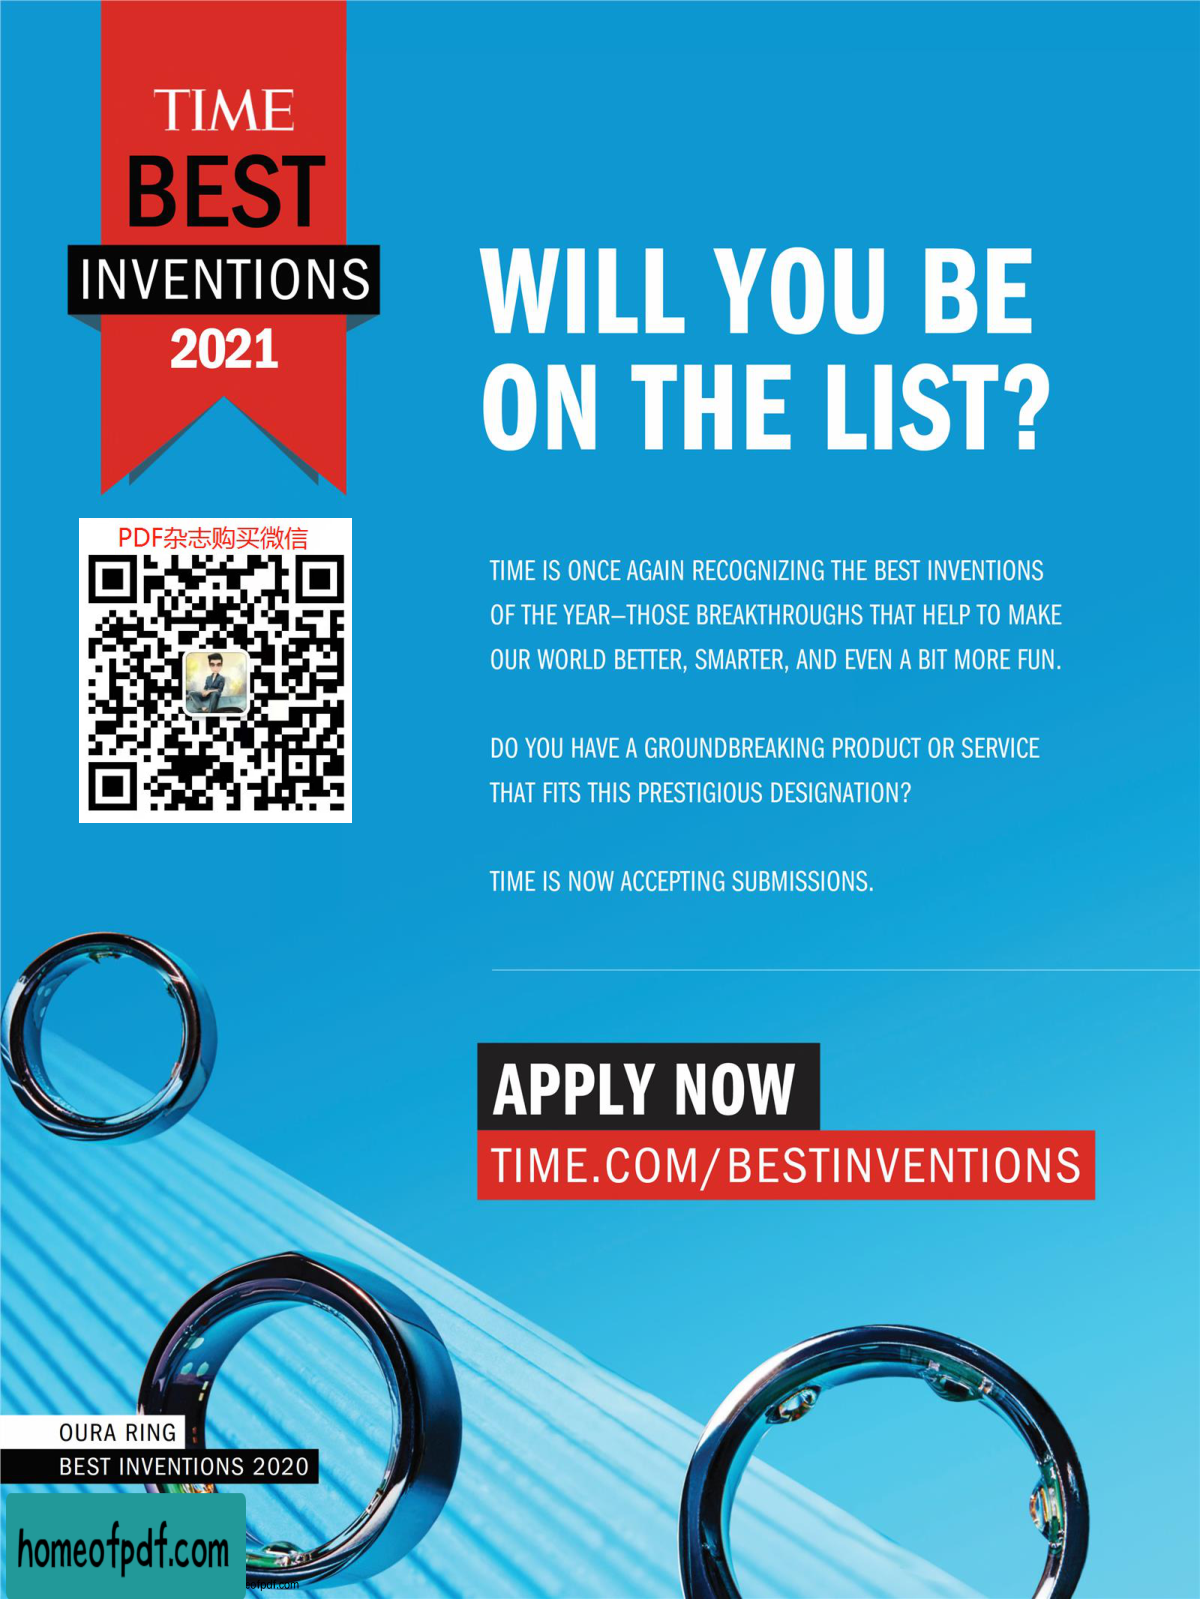 TIME
BEST
INVENTIONS
2021
WILL YOU BE
ON THE LIST?
PDF杂志购买微信
TIME IS ONCE AGAIN RECOGNIZING THE BEST INVENTIONS
OF THE YEAR—THOSE BREAKTHROUGHS THAT HELP TO MAKE
OUR WORLD BETTER, SMARTER, AND EVEN A BIT MORE FUN.
DO YOU HAVE A GROUNDBREAKING PRODUCT OR SERVICE
THAT FITS THIS PRESTIGIOUS DESIGNATION?
TIME IS NOW ACCEPTING SUBMISSIONS.
APPLY NOW
TIME.COM/BESTINVENTIONS
OURA RING
BEST INVENTIONS 2020
homeofpdf.com
eofpdf.com